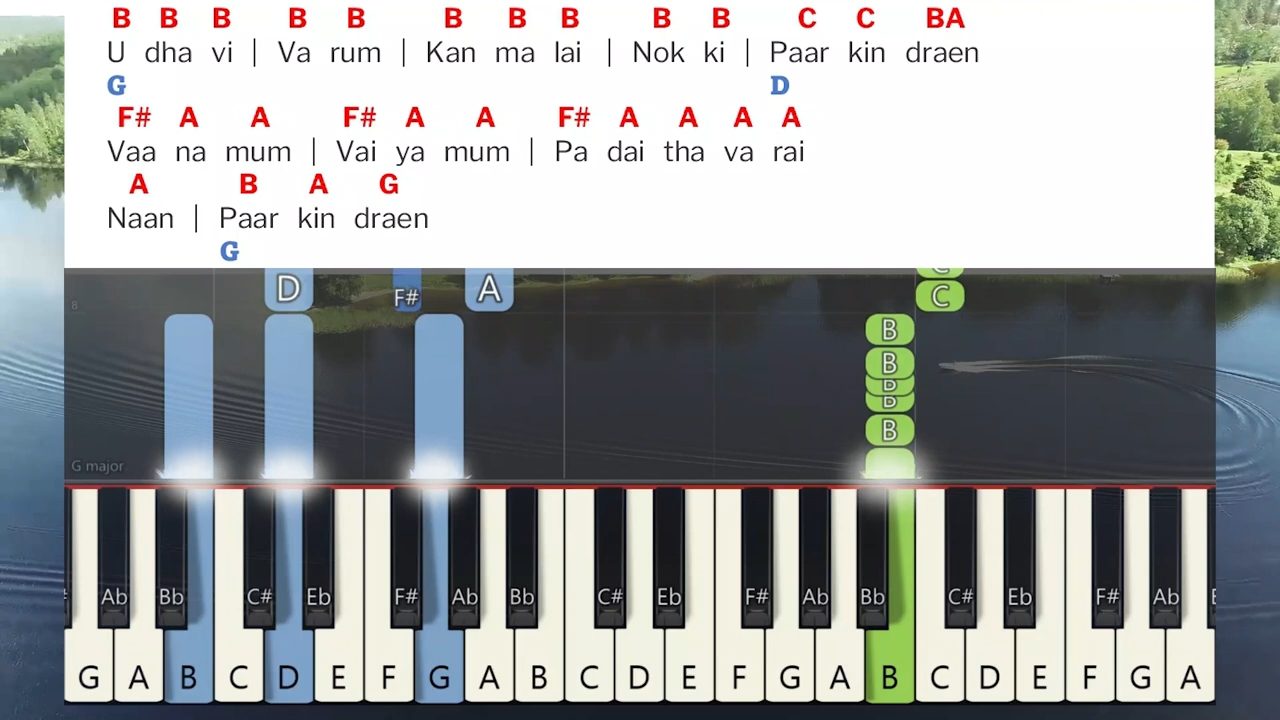 B B B B B B B B B B C C BA
U dha vi | Va rum | Kan ma lai | Nok ki | Paar kin draen
G D
F# A A F# A A F# A A A A
Vaa na mum | Vai ya mum | Pa dai tha va rai
A B A G
Naan | Paar kin draen
G
C
D F# A C
8
B
B
B
B
B
G major
Ab Bb C# Eb F# Ab Bb C# Eb F# Ab Bb C# Eb F# Ab
G A B C D E F G A B C D E F G A B C D E F G A